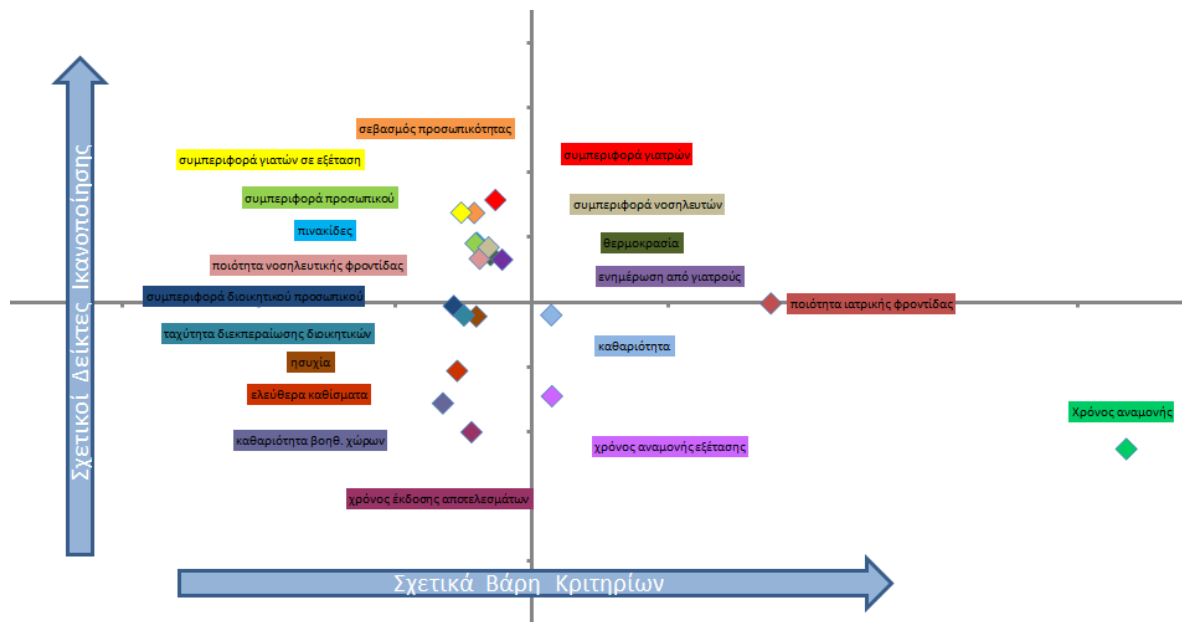 σεβασμός προσωπικότητας
συμπεριφορά γιατρών
συμπεριφορά γιατών σε εξέταση
συμπεριφορά προσωπικού
συμπεριφορά νοσηλευτών
πινακίδες
θερμοκρασία
ποιότητα νοσηλευτικής φροντίδας
ενημέρωση από γιατρούς
συμπεριφορά διοικητικού προσωπικού
ποιότητα ιατρικής φροντίδας
ταχύτητα διεκπεραίωσης διοικητικών
καθαριότητα
ησυχία
ελεύθερα καθίσματα
Χρόνος αναμονής
καθαριότητα βοηθ. χώρων
χρόνος αναμονής εξέτασης
χρόνος έκδοσης αποτελεσμάτων
Σχετικοί Δείκτες Ικανοποίησης
Σχετικά Βάρη Κριτηρίων